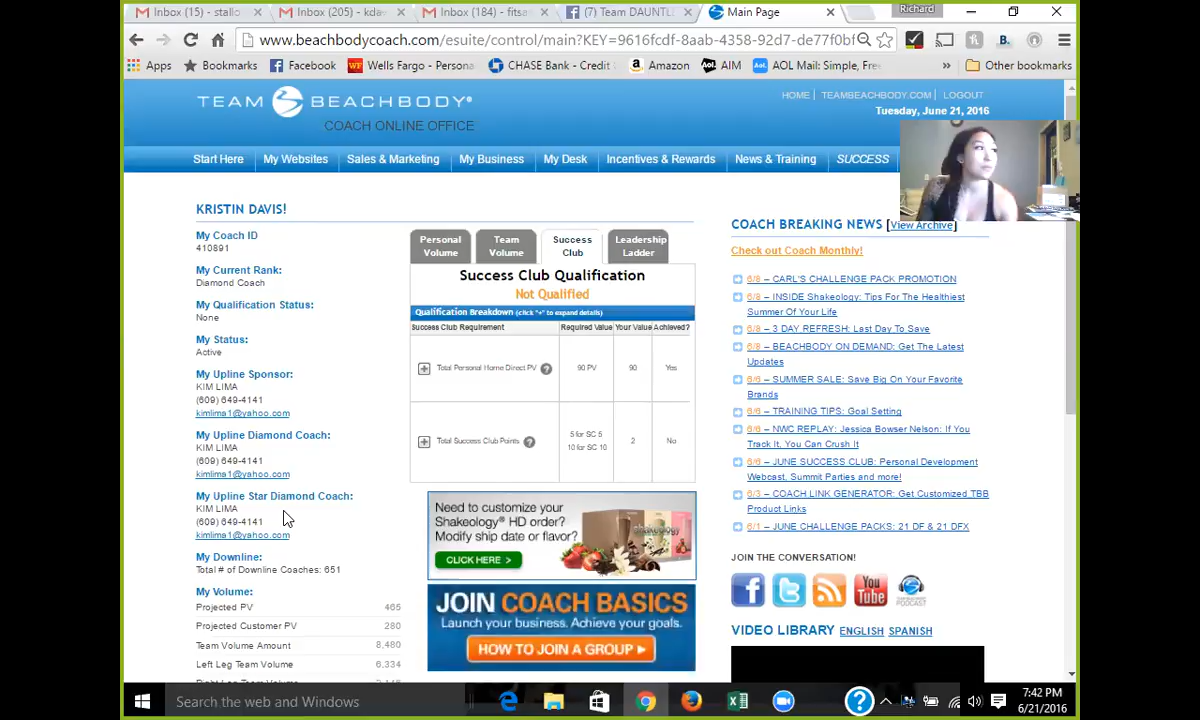 Inbox (15) - stallo
Inbox (205) - kdav
Inbox (184) - fitsa
(7) Team DAUNTL
Main Page
Richard
www.beachbodycoach.com/esuite/control/main?KEY=9616fcdf-8aab-4358-92d7-de77f0bf
Apps
Bookmarks
Facebook
Wells Fargo - Persona
CHASE Bank - Credit
Amazon
AIM
AOL Mail: Simple, Fre
Other bookmarks
TEAM BEACHBODY
COACH ONLINE OFFICE
HOME | TEAMBEACHBODY.COM | LOGOUT
Tuesday, June 21, 2016
Start Here
My Websites
Sales & Marketing
My Business
My Desk
Incentives & Rewards
News & Training
SUCCESS
KRISTIN DAVIS!
My Coach ID
410891
My Current Rank:
Diamond Coach
My Qualification Status:
None
My Status:
Active
My Upline Sponsor:
KIM LIMA
(609) 649-4141
kimlima1@yahoo.com
My Upline Diamond Coach:
KIM LIMA
(609) 649-4141
kimlima1@yahoo.com
My Upline Star Diamond Coach:
KIM LIMA
(609) 649-4141
kimlima1@yahoo.com
My Downline:
Total # of Downline Coaches: 651
My Volume:
Projected PV 465
Projected Customer PV 280
Team Volume Amount 8,480
Left Leg Team Volume 6,334
Personal Volume
Team Volume
Success Club
Leadership Ladder
Success Club Qualification
Not Qualified
Qualification Breakdown (click "+" to expand details)
Success Club Requirement Required Value Your Value Achieved?
Total Personal Home Direct PV 90 PV 90 Yes
Total Success Club Points 5 for SC 5 10 for SC 10 2 No
Need to customize your
Shakeology® HD order?
Modify ship date or flavor?
CLICK HERE >
JOIN COACH BASICS
Launch your business. Achieve your goals.
HOW TO JOIN A GROUP
COACH BREAKING NEWS [View Archive]
Check out Coach Monthly!
6/8 – CARL'S CHALLENGE PACK PROMOTION
6/8 – INSIDE Shakeology: Tips For The Healthiest
Summer Of Your Life
6/8 – 3 DAY REFRESH: Last Day To Save
6/8 – BEACHBODY ON DEMAND: Get The Latest
Updates
6/6 – SUMMER SALE: Save Big On Your Favorite
Brands
6/6 – TRAINING TIPS: Goal Setting
6/6 – NWC REPLAY: Jessica Bowser Nelson: If You
Track It, You Can Crush It
6/6 – JUNE SUCCESS CLUB: Personal Development
Webcast, Summit Parties and more!
6/3 – COACH LINK GENERATOR: Get Customized TBB
Product Links
6/1 – JUNE CHALLENGE PACKS: 21 DF & 21 DFX
JOIN THE CONVERSATION!
You Tube
VIDEO LIBRARY ENGLISH SPANISH
Search the web and Windows
7:42 PM
6/21/2016